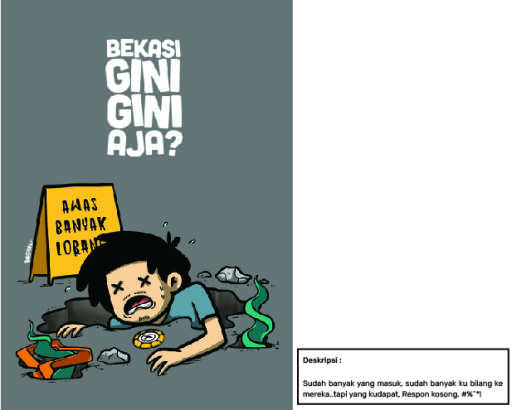 BEKASI
GINI
GINI
AJA?
AWAS
BANYAK
LOBANG
Deskripsi :
Sudah banyak yang masuk, sudah banyak ku bilang ke
mereka..tapi yang kudapat, Respon kosong. #%^*!